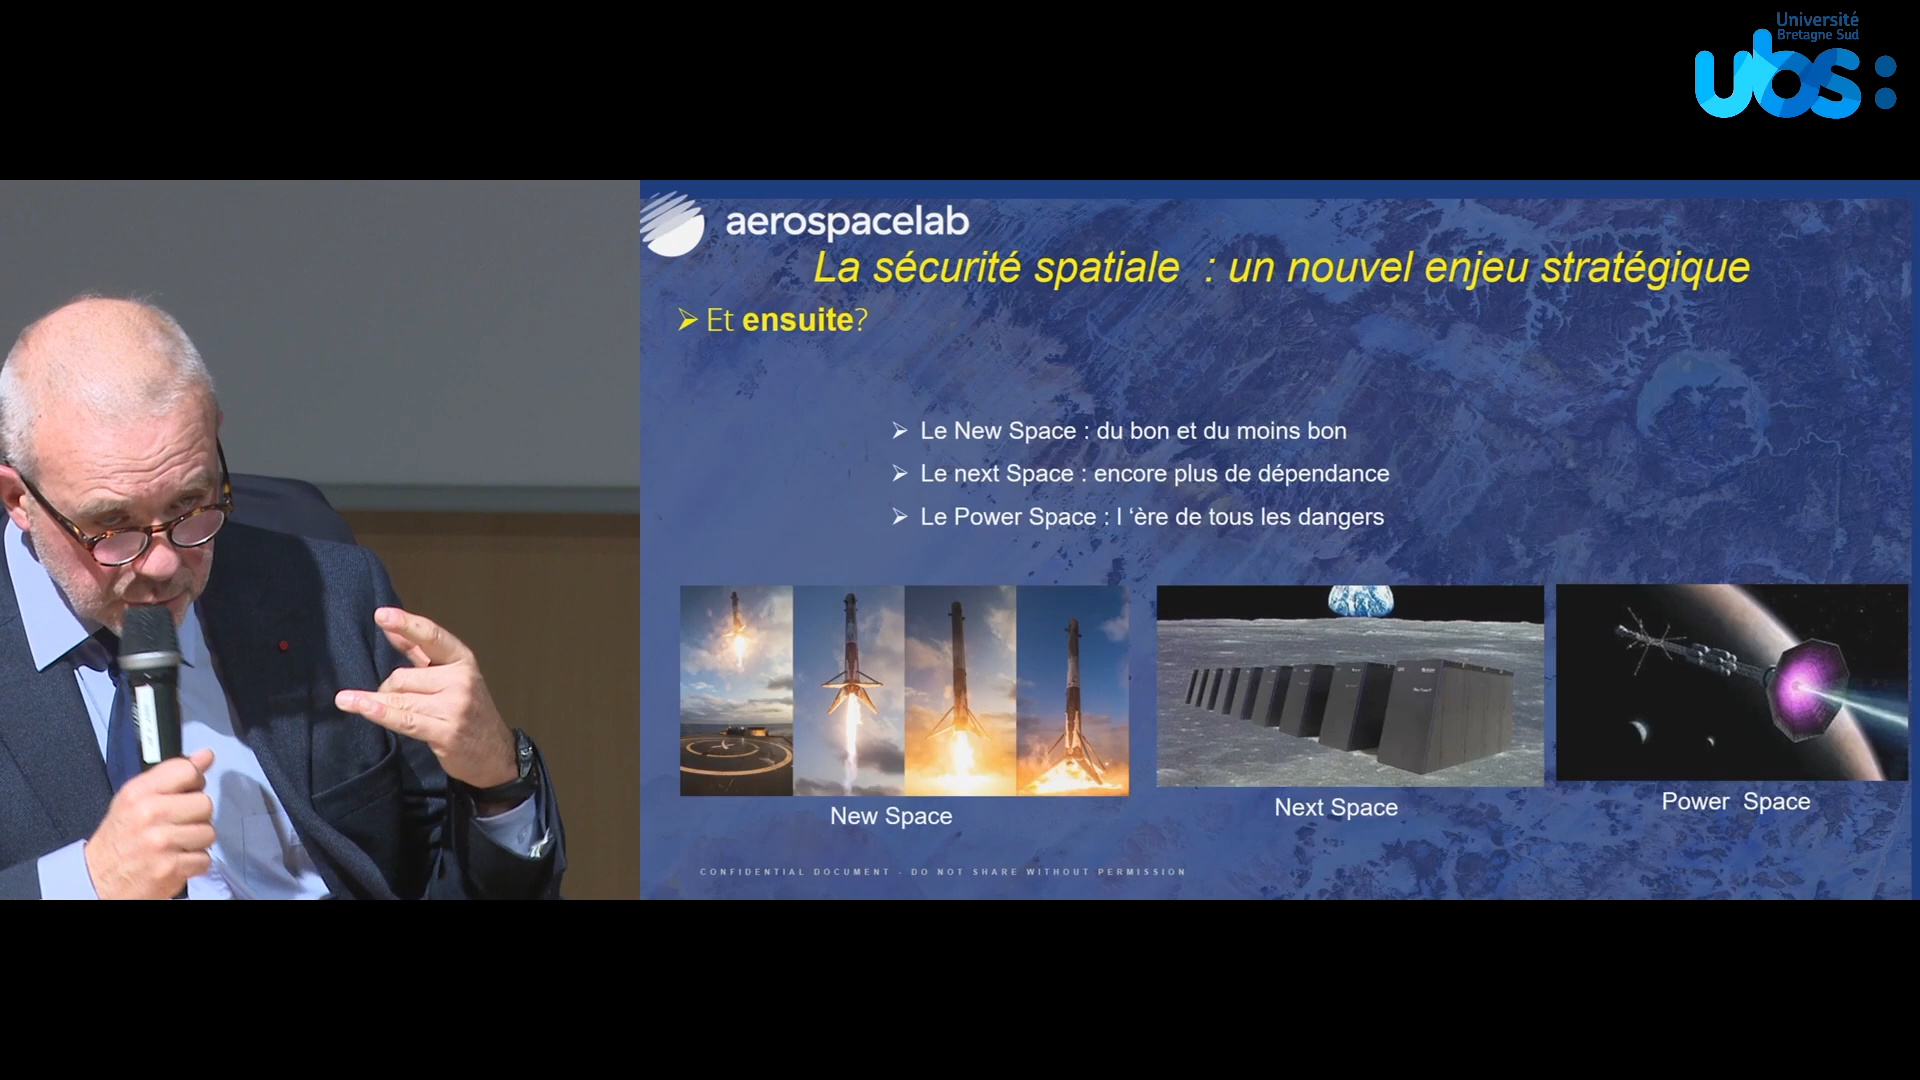 Université
Bretagne Sud
ubs:
aerospacelab
La sécurité spatiale : un nouvel enjeu stratégique
➢ Et ensuite?
➢ Le New Space : du bon et du moins bon
➢ Le next Space : encore plus de dépendance
➢ Le Power Space : l ‘ère de tous les dangers
New Space
Next Space
Power Space
CONFIDENTIAL DOCUMENT - DO NOT SHARE WITHOUT PERMISSION